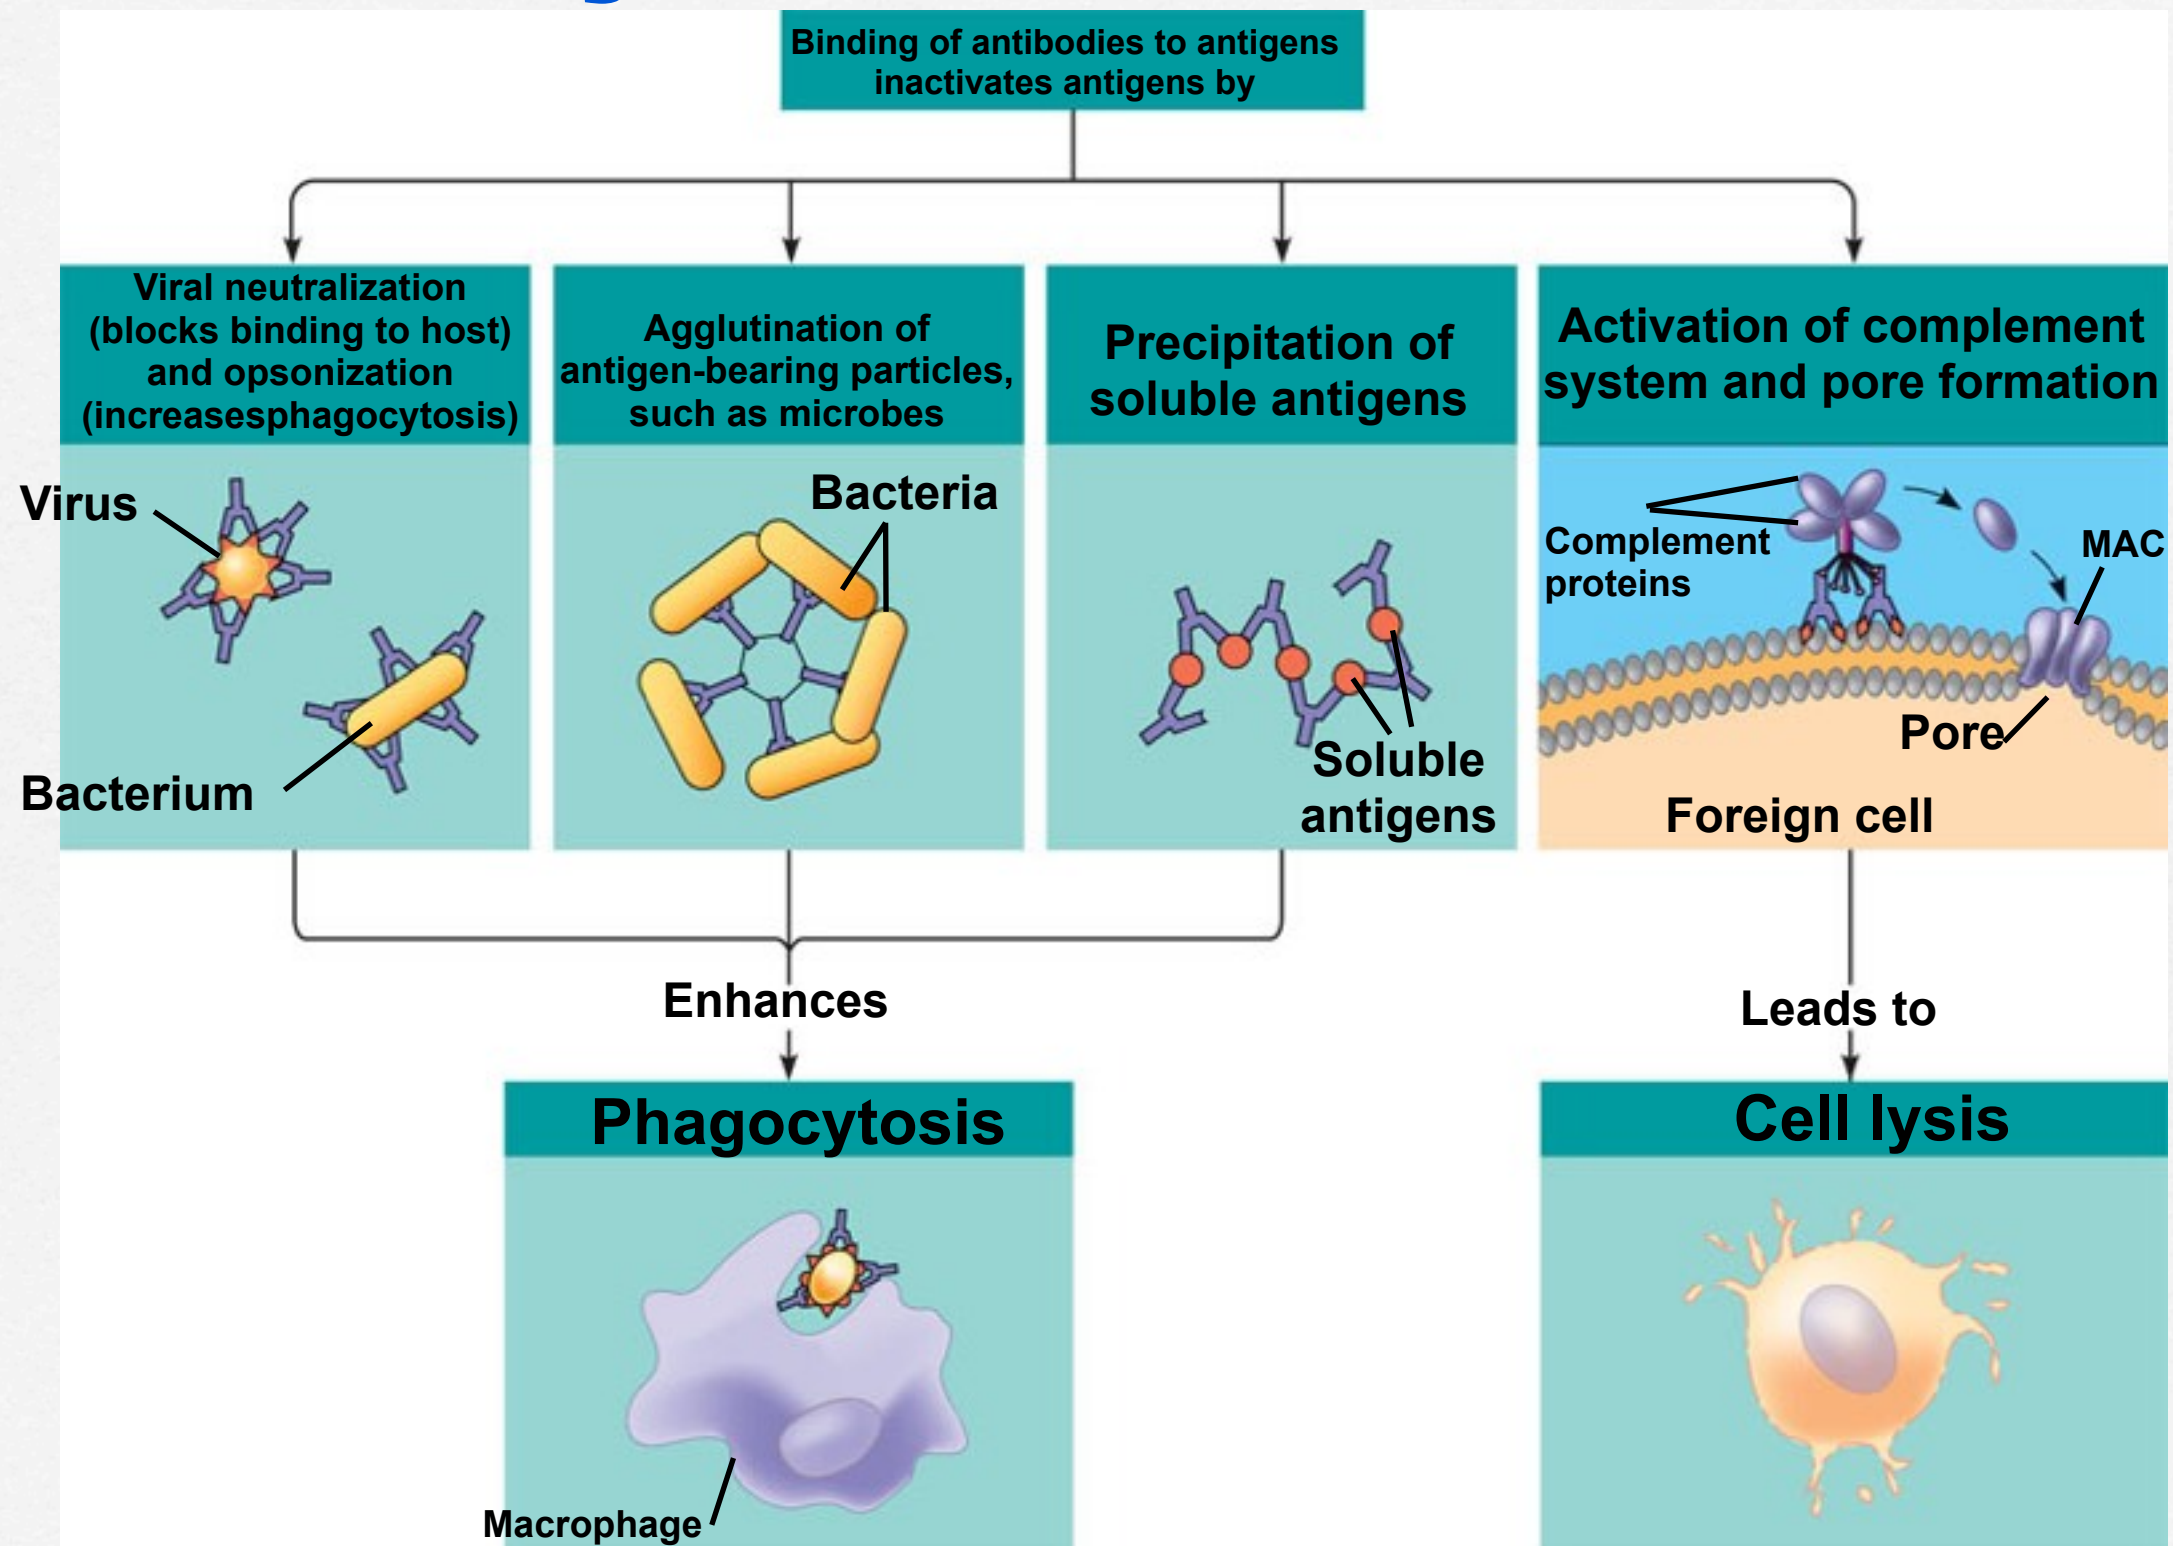 Binding of antibodies to antigens
inactivates antigens by
Viral neutralization
(blocks binding to host)
and opsonization
(increasesphagocytosis)
Agglutination of
antigen-bearing particles,
such as microbes
Precipitation of
soluble antigens
Activation of complement
system and pore formation
Virus
Bacterium
Bacteria
Soluble
antigens
Complement
proteins
MAC
Pore
Foreign cell
Enhances
Leads to
Phagocytosis
Cell lysis
Macrophage